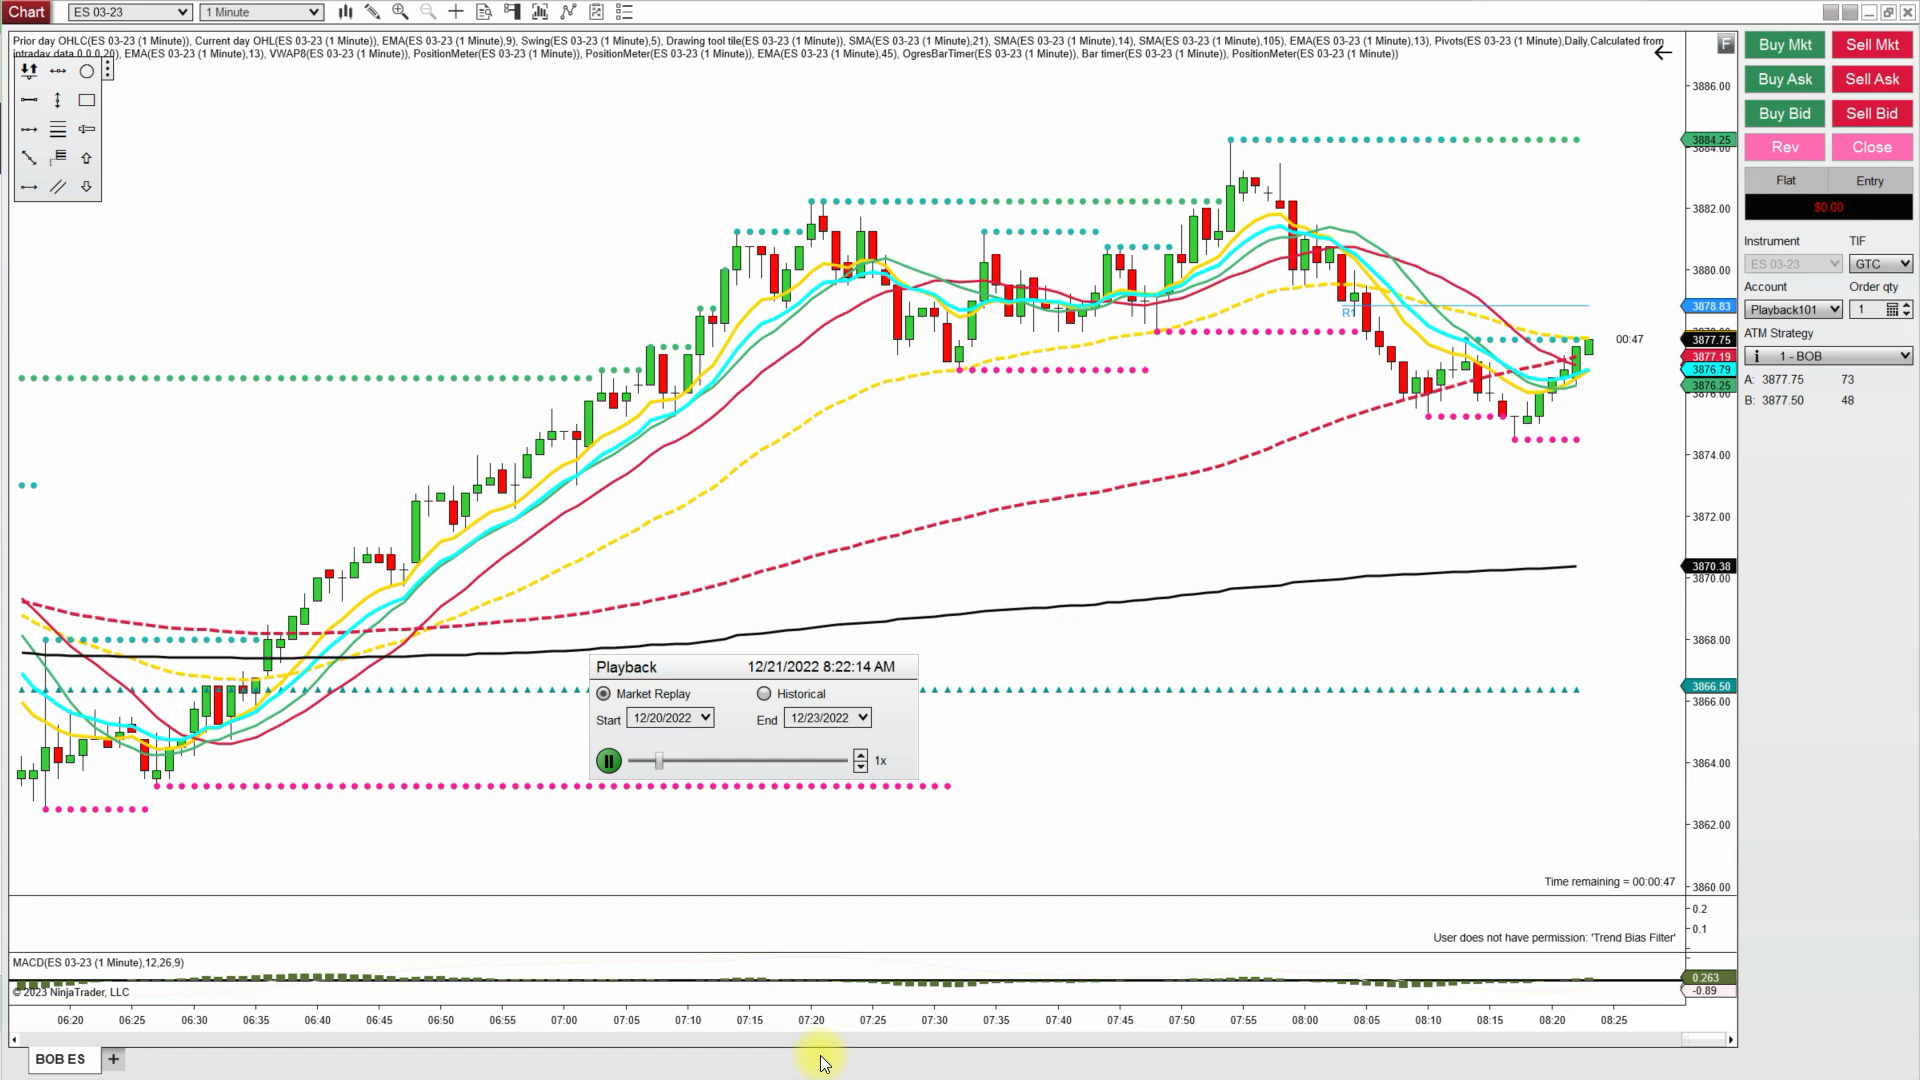 Chart ES 03-23 1 Minute
Prior day OHLC(ES 03-23 (1 Minute)), Current day OHL(ES 03-23 (1 Minute)), EMA(ES 03-23 (1 Minute),9), Swing(ES 03-23 (1 Minute),5), Drawing tool tile(ES 03-23 (1 Minute)), SMA(ES 03-23 (1 Minute),21), SMA(ES 03-23 (1 Minute),14), SMA(ES 03-23 (1 Minute),105), EMA(ES 03-23 (1 Minute),13), Pivots(ES 03-23 (1 Minute),Daily,Calculated from
intraday data,0,0,0,20), EMA(ES 03-23 (1 Minute),13), VWAP8(ES 03-23 (1 Minute)), PositionMeter(ES 03-23 (1 Minute)), PositionMeter(ES 03-23 (1 Minute)), EMA(ES 03-23 (1 Minute),45), OgresBarTimer(ES 03-23 (1 Minute)), Bar timer(ES 03-23 (1 Minute)), PositionMeter(ES 03-23 (1 Minute))
F
3886.00
3884.25
3884.00
3882.00
3880.00
3878.83
R1
3877.75
00:47
3877.19
3876.79
3876.25
3876.00
3874.00
3872.00
3870.38
3870.00
3868.00
3866.50
3866.00
3864.00
3862.00
3860.00
Playback 12/21/2022 8:22:14 AM
Market Replay Historical
Start 12/20/2022 End 12/23/2022
1x
Time remaining = 00:00:47
0.2
0.1
User does not have permission: 'Trend Bias Filter'
MACD(ES 03-23 (1 Minute),12,26,9)
0.263
-0.89
© 2023 NinjaTrader, LLC
06:20 06:25 06:30 06:35 06:40 06:45 06:50 06:55 07:00 07:05 07:10 07:15 07:20 07:25 07:30 07:35 07:40 07:45 07:50 07:55 08:00 08:05 08:10 08:15 08:20 08:25
BOB ES +
Buy Mkt Sell Mkt
Buy Ask Sell Ask
Buy Bid Sell Bid
Rev Close
Flat Entry
$0.00
Instrument TIF
ES 03-23 GTC
Account Order qty
Playback101 1
ATM Strategy
1 - BOB
A: 3877.75 73
B: 3877.50 48